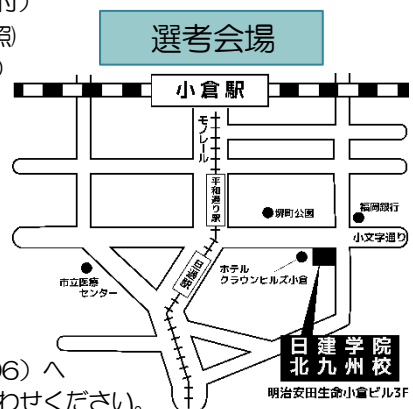 付）
照）
）
選考会場
小倉駅
モノレール
平和通り駅
堺町公園
福岡銀行
小文字通り
旦過駅
ホテル
クラウンヒルズ小倉
市立医療
センター
日建学院
北九州校
明治安田生命小倉ビル3F
06）へ
わせください。